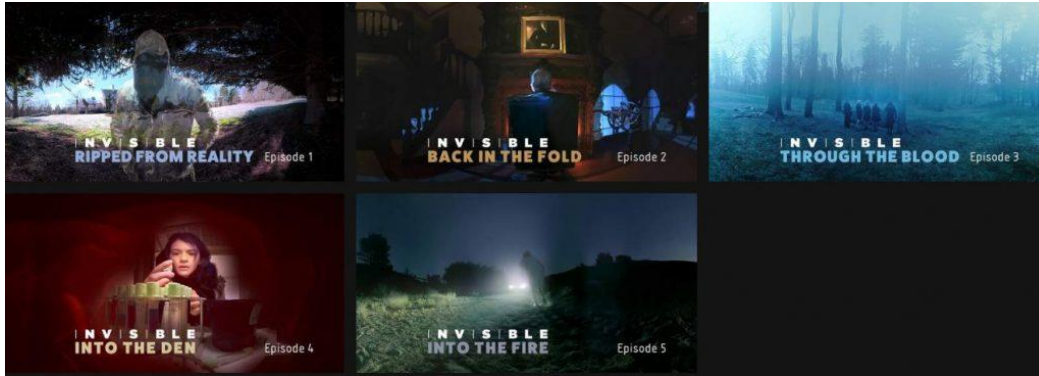 INVISIBLE
RIPPED FROM REALITY Episode 1
INVISIBLE
BACK IN THE FOLD Episode 2
INVISIBLE
THROUGH THE BLOOD Episode 3
INVISIBLE
INTO THE DEN Episode 4
INVISIBLE
INTO THE FIRE Episode 5